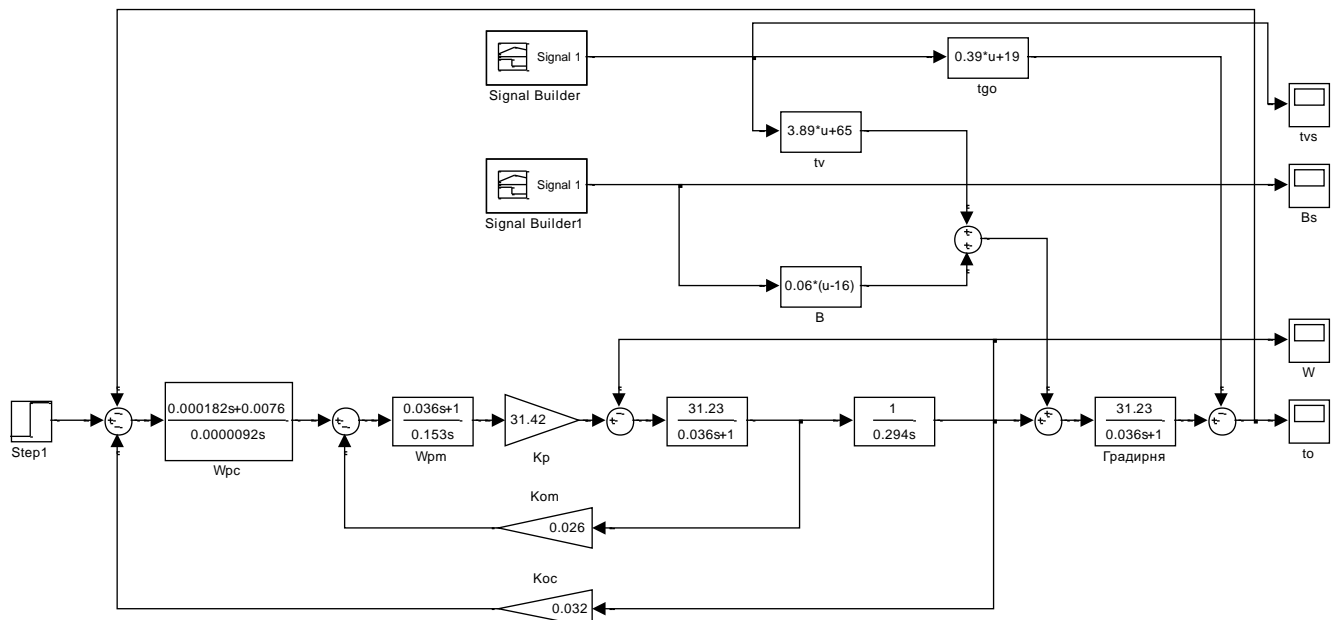 Signal 1
Signal Builder
0.39*u+19
tgo
tvs
3.89*u+65
tv
Signal 1
Signal Builder1
Bs
0.06*(u-16)
B
W
Step1
0.000182s+0.0076
0.0000092s
Wpc
0.036s+1
0.153s
Wpm
31.42
Kp
31.23
0.036s+1
1
0.294s
31.23
0.036s+1
Градирня
to
Kom
0.026
Koc
0.032